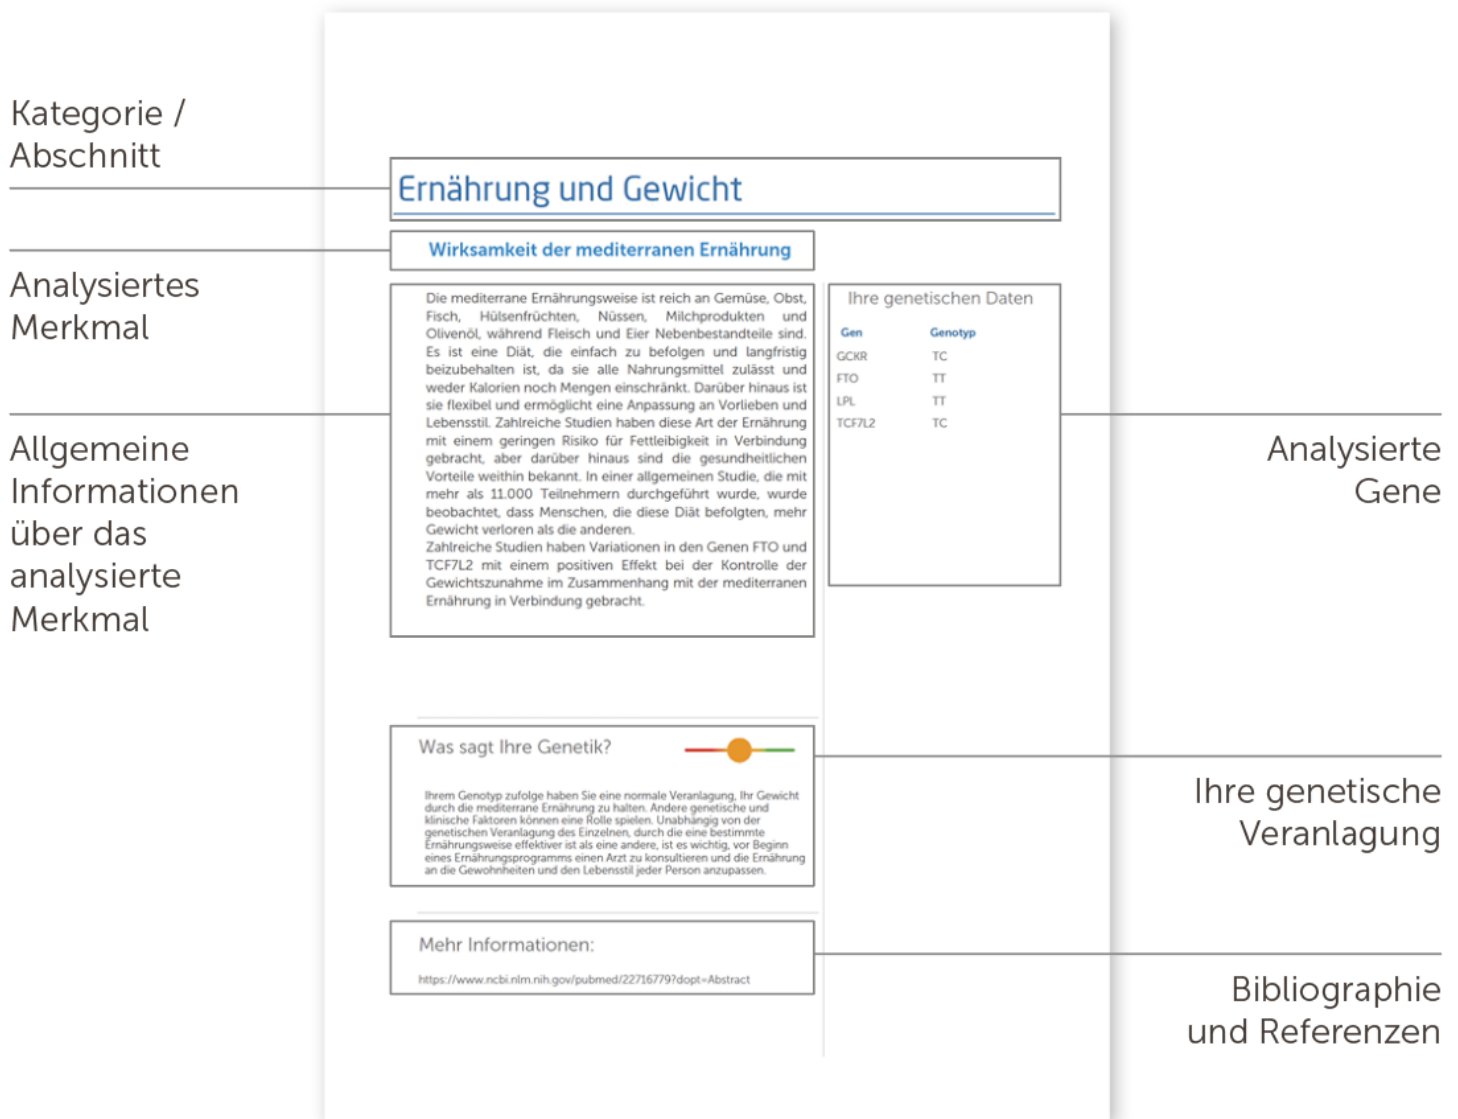 Kategorie /
Abschnitt
Ernährung und Gewicht
Wirksamkeit der mediterranen Ernährung
Analysiertes
Merkmal
Die mediterrane Ernährungsweise ist reich an Gemüse, Obst,
Fisch, Hülsenfrüchten, Nüssen, Milchprodukten und
Olivenöl, während Fleisch und Eier Nebenbestandteile sind.
Es ist eine Diät, die einfach zu befolgen und langfristig
beizubehalten ist, da sie alle Nahrungsmittel zulässt und
weder Kalorien noch Mengen einschränkt. Darüber hinaus ist
sie flexibel und ermöglicht eine Anpassung an Vorlieben und
Lebensstil. Zahlreiche Studien haben diese Art der Ernährung
mit einem geringen Risiko für Fettleibigkeit in Verbindung
gebracht, aber darüber hinaus sind die gesundheitlichen
Vorteile weithin bekannt. In einer allgemeinen Studie, die mit
mehr als 11.000 Teilnehmern durchgeführt wurde, wurde
beobachtet, dass Menschen, die diese Diät befolgten, mehr
Gewicht verloren als die anderen.
Zahlreiche Studien haben Variationen in den Genen FTO und
TCF7L2 mit einem positiven Effekt bei der Kontrolle der
Gewichtszunahme im Zusammenhang mit der mediterranen
Ernährung in Verbindung gebracht.
Ihre genetischen Daten
Gen Genotyp
GCKR TC
FTO TT
LPL TT
TCF7L2 TC
Allgemeine
Informationen
über das
analysierte
Merkmal
Analysierte
Gene
Was sagt Ihre Genetik?
Ihrem Genotyp zufolge haben Sie eine normale Veranlagung, Ihr Gewicht
durch die mediterrane Ernährung zu halten. Andere genetische und
klinische Faktoren können eine Rolle spielen. Unabhängig von der
genetischen Veranlagung des Einzelnen, durch die eine bestimmte
Ernährungsweise effektiver ist als eine andere, ist es wichtig, vor Beginn
eines Ernährungsprogramms einen Arzt zu konsultieren und die Ernährung
an die Gewohnheiten und den Lebensstil jeder Person anzupassen.
Ihre genetische
Veranlagung
Mehr Informationen:
https://www.ncbi.nlm.nih.gov/pubmed/22716779?dopt=Abstract
Bibliographie
und Referenzen